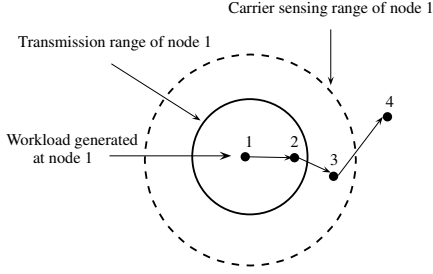 Carrier sensing range of node 1
Transmission range of node 1
4
Workload generated
at node 1
1
2
3